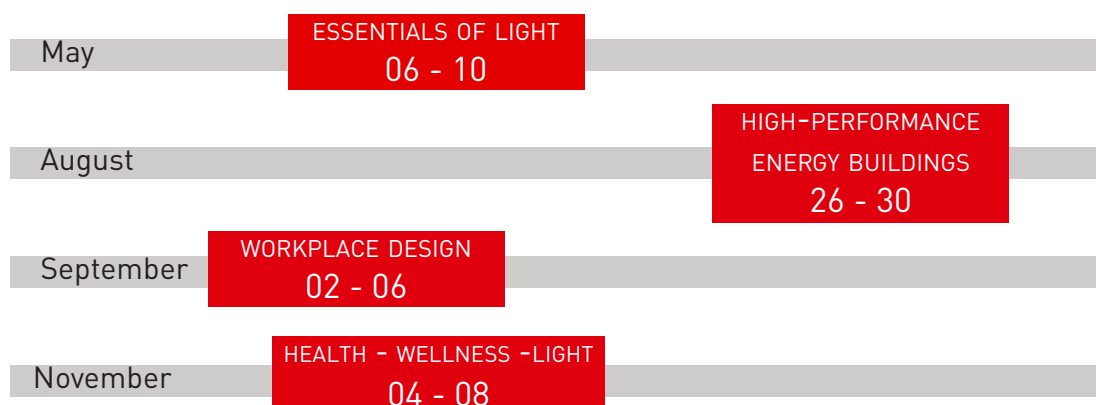 May
ESSENTIALS OF LIGHT
06 - 10
August
HIGH-PERFORMANCE
ENERGY BUILDINGS
26 - 30
September
WORKPLACE DESIGN
02 - 06
November
HEALTH - WELLNESS -LIGHT
04 - 08